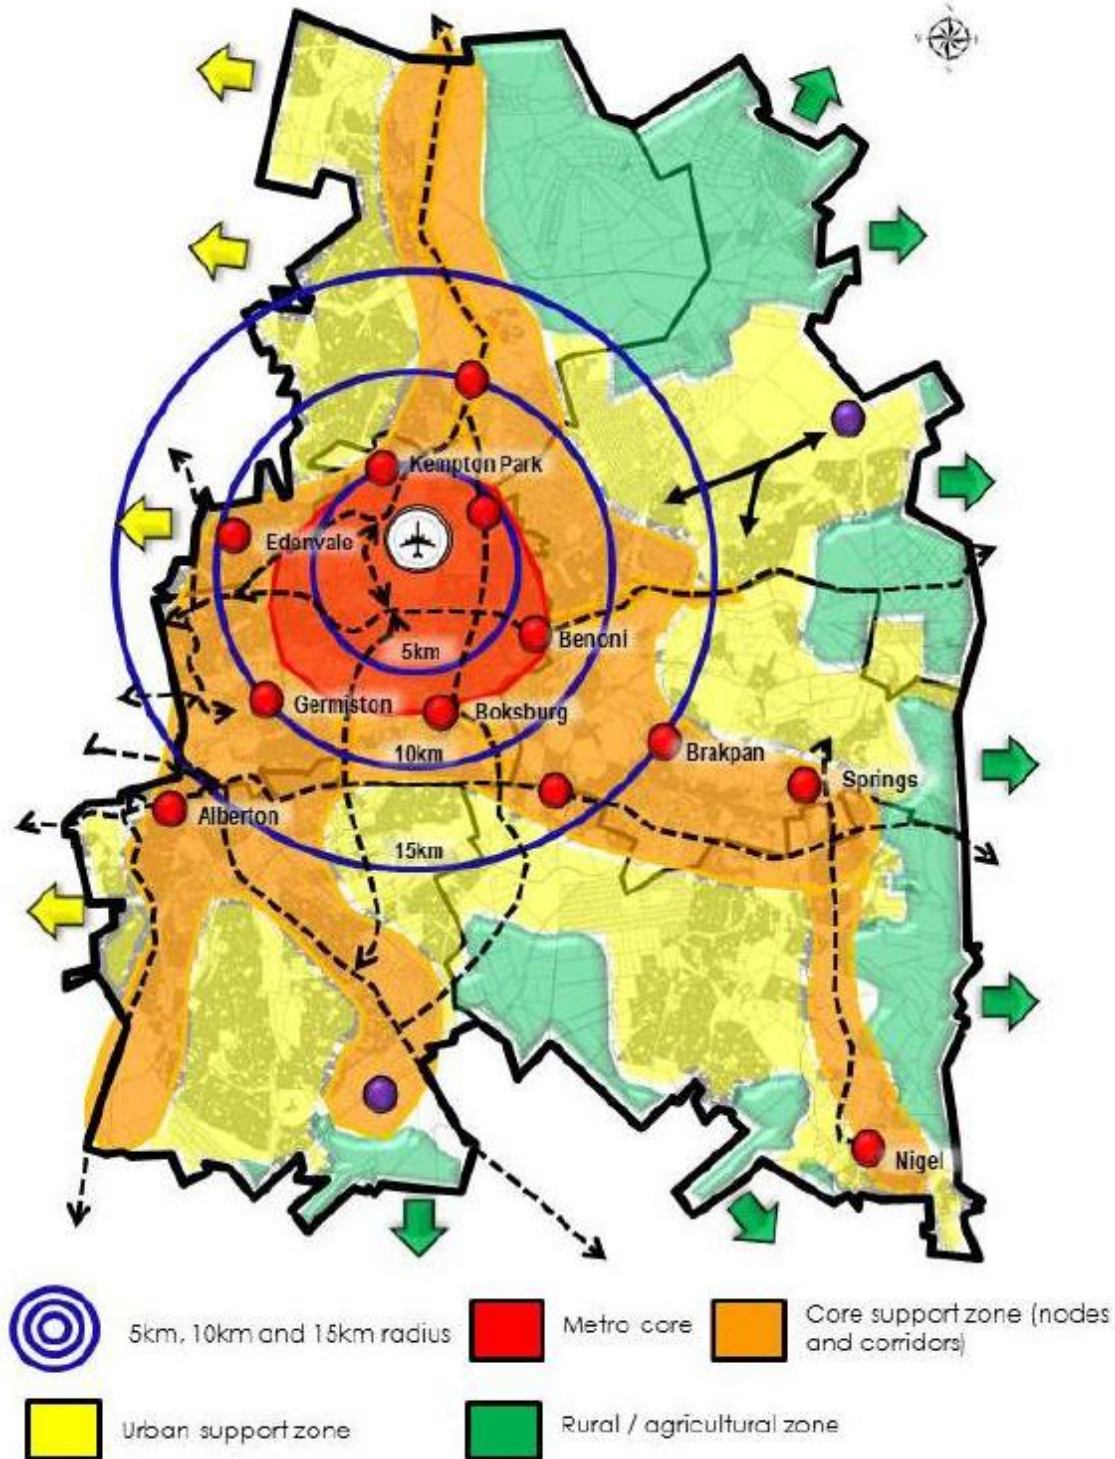 Kempton Park
Edenvale
Benoni
5km
Germiston
Boksburg
10km
Brakpan
Springs
Alberton
15km
Nigel
5km, 10km and 15km radius
Metro core
Core support zone (nodes
and corridors)
Urban support zone
Rural / agricultural zone